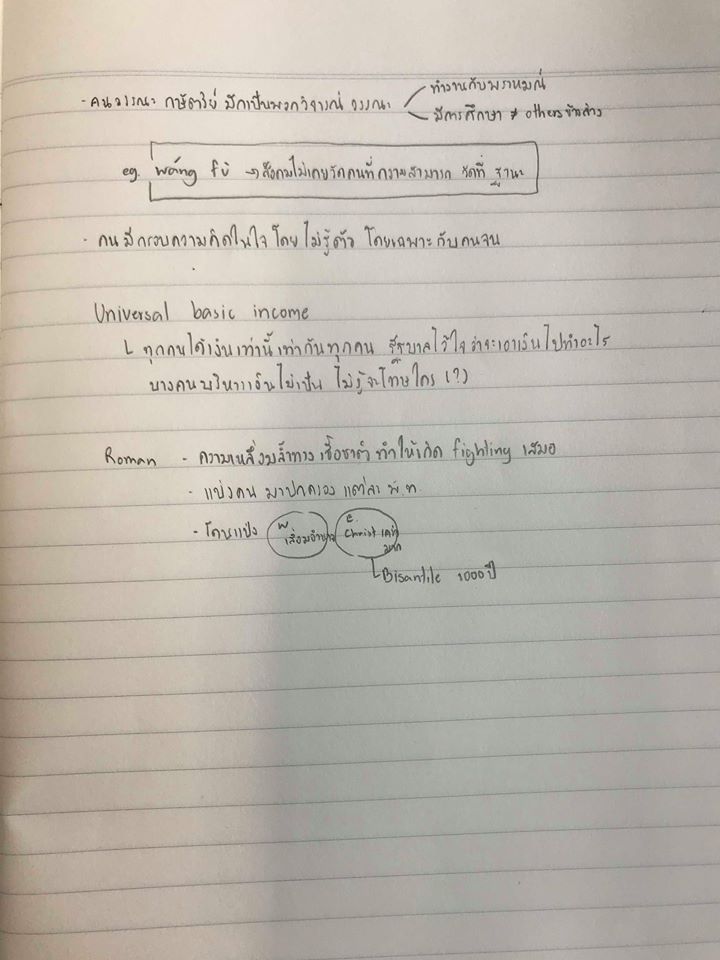 - คนวรรณะ กษัตริย์ มักเป็นพวกวิจารณ์ วรรณะ
ทำงานกับพราหมณ์
มีการศึกษา ≠ others ข้างล่าง
eg. wáng fú → สังคมไม่เคยวัดคนที่ความสามารถ วัดที่ ฐานะ
- คนมีกรอบความคิดในใจ โดยไม่รู้ตัว โดยเฉพาะกับคนจน
Universal basic income
ทุกคนได้เงินเท่านี้เท่ากันทุกคน รัฐบาลไว้ใจว่าจะเอาเงินไปทำอะไร
บางคนบริหารเงินไม่เป็น ไม่รู้จะโทษใคร (?)
Roman - ความเหลื่อมล้ำทางเชื้อชาติ ทำให้เกิด fighting เสมอ
- แบ่งคน มาปกครอง แต่ละ พ.ท.
- โดนแบ่ง W เสื่อมอำนาจ E Christ เคร่งมาก
Bisantile 1000 ปี